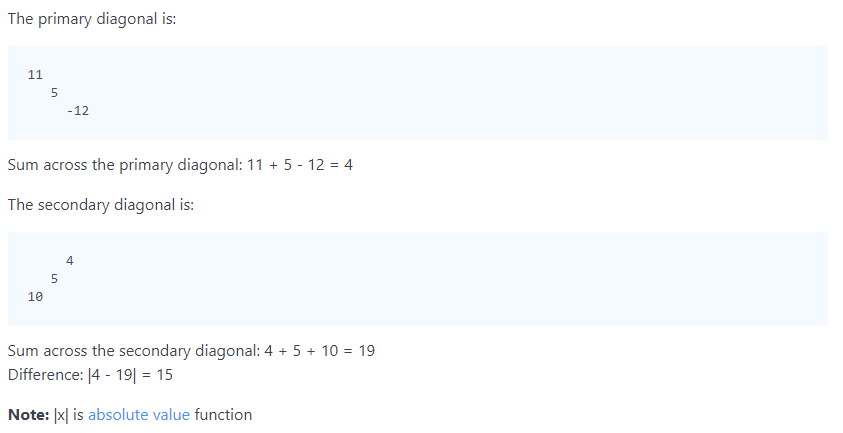 The primary diagonal is:
11
5
-12
Sum across the primary diagonal: 11 + 5 - 12 = 4
The secondary diagonal is:
4
5
10
Sum across the secondary diagonal: 4 + 5 + 10 = 19
Difference: |4 - 19| = 15
Note: |x| is absolute value function